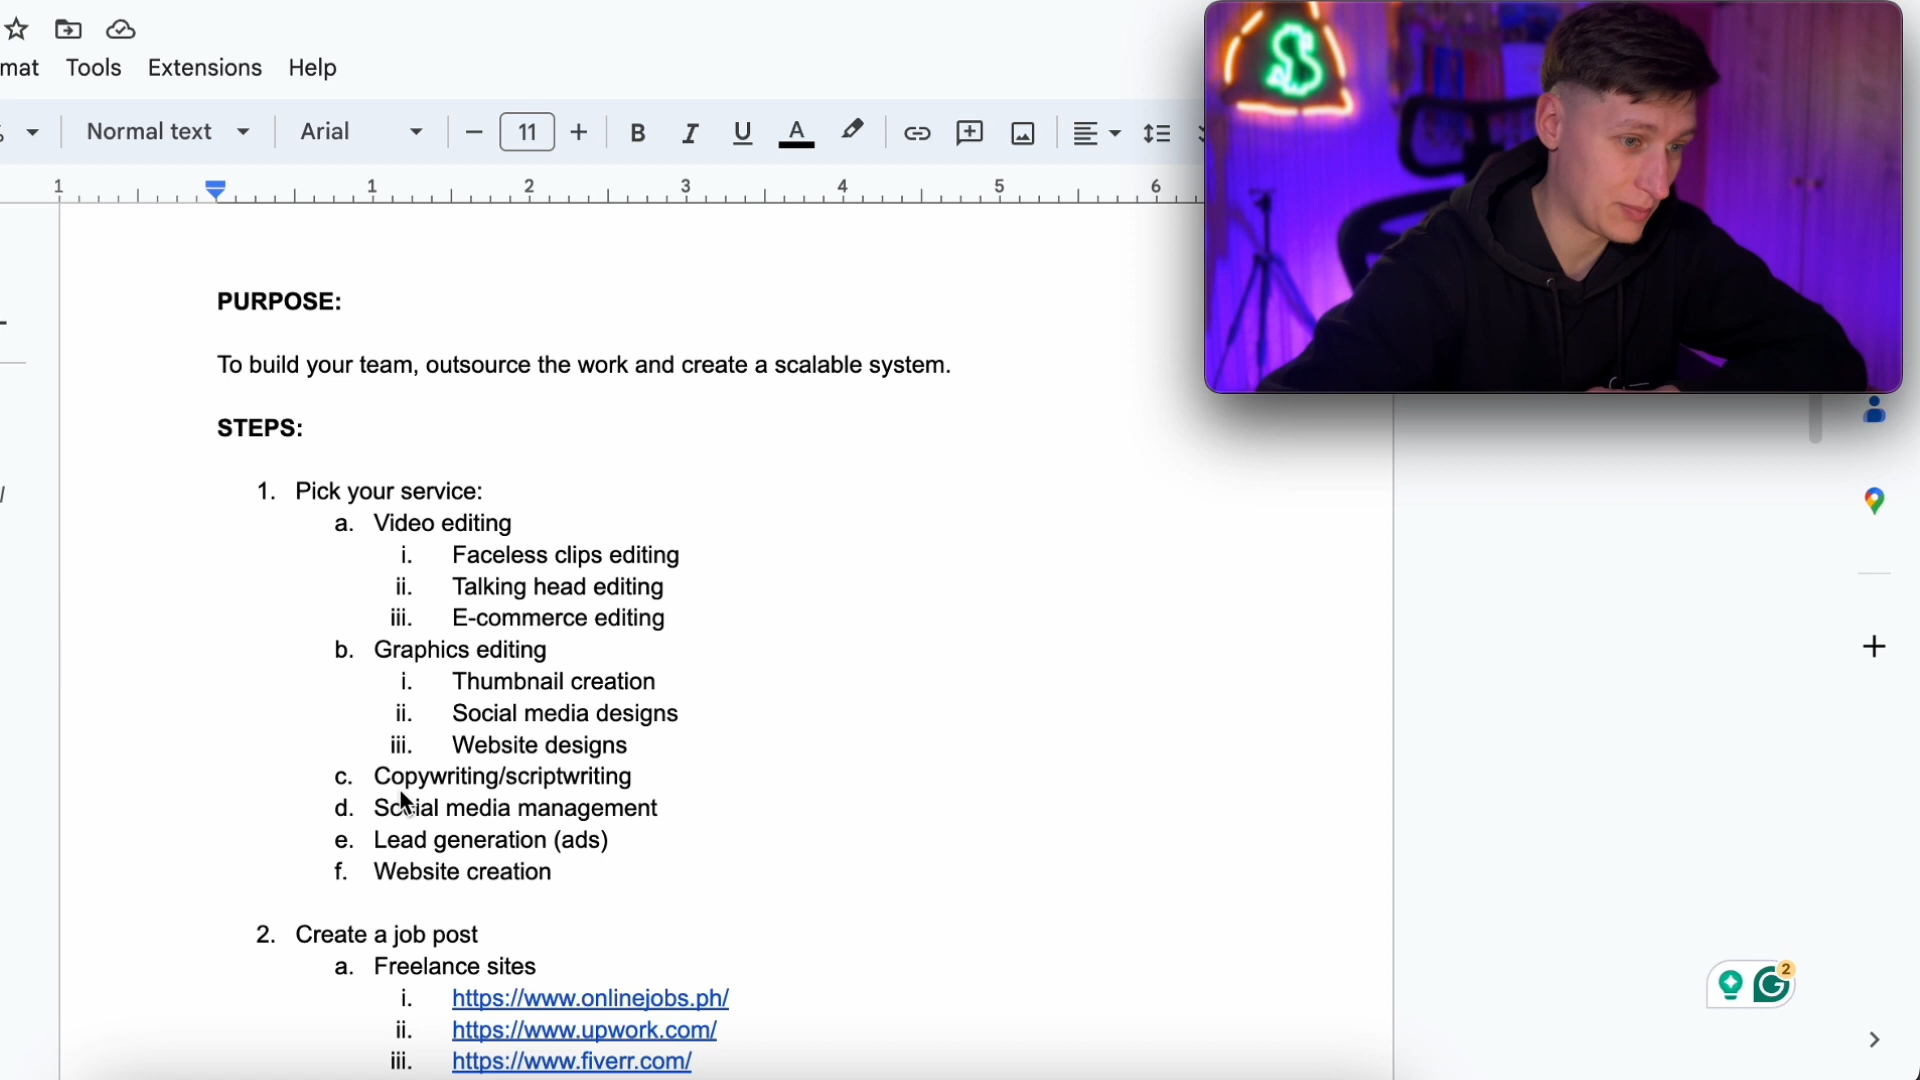 mat Tools Extensions Help
Normal text Arial 11 B I U A
1 1 2 3 4 5 6
PURPOSE:
To build your team, outsource the work and create a scalable system.
STEPS:
1. Pick your service:
a. Video editing
i. Faceless clips editing
ii. Talking head editing
iii. E-commerce editing
b. Graphics editing
i. Thumbnail creation
ii. Social media designs
iii. Website designs
c. Copywriting/scriptwriting
d. Social media management
e. Lead generation (ads)
f. Website creation
2. Create a job post
a. Freelance sites
i. https://www.onlinejobs.ph/
ii. https://www.upwork.com/
iii. https://www.fiverr.com/
2